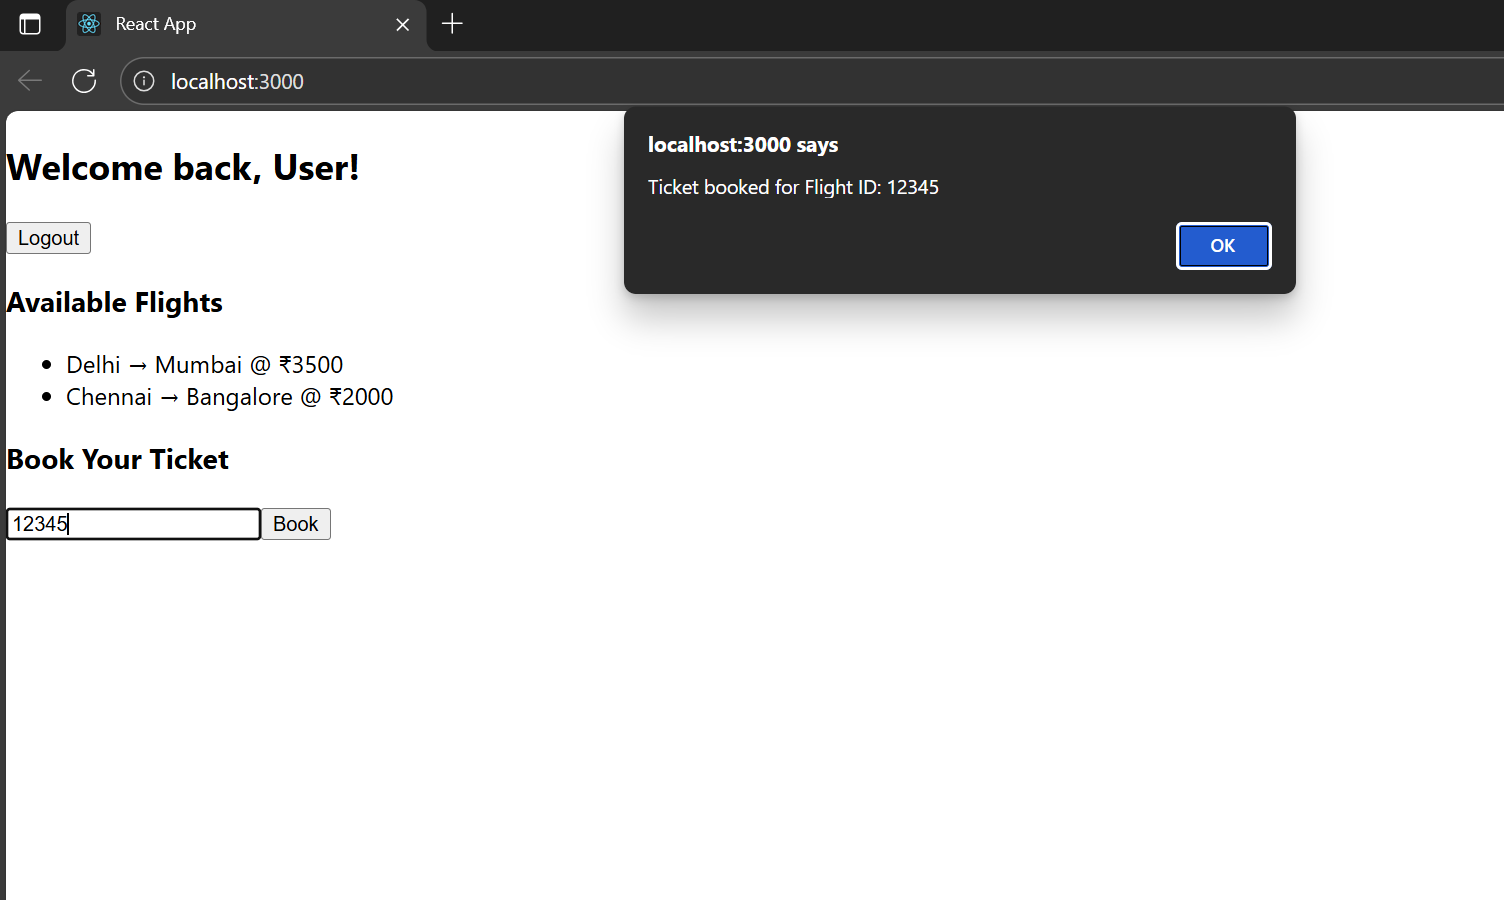 React App
localhost:3000
localhost:3000 says
Ticket booked for Flight ID: 12345
OK
Welcome back, User!
Logout
Available Flights
• Delhi → Mumbai @ ₹3500
• Chennai → Bangalore @ ₹2000
Book Your Ticket
12345 Book